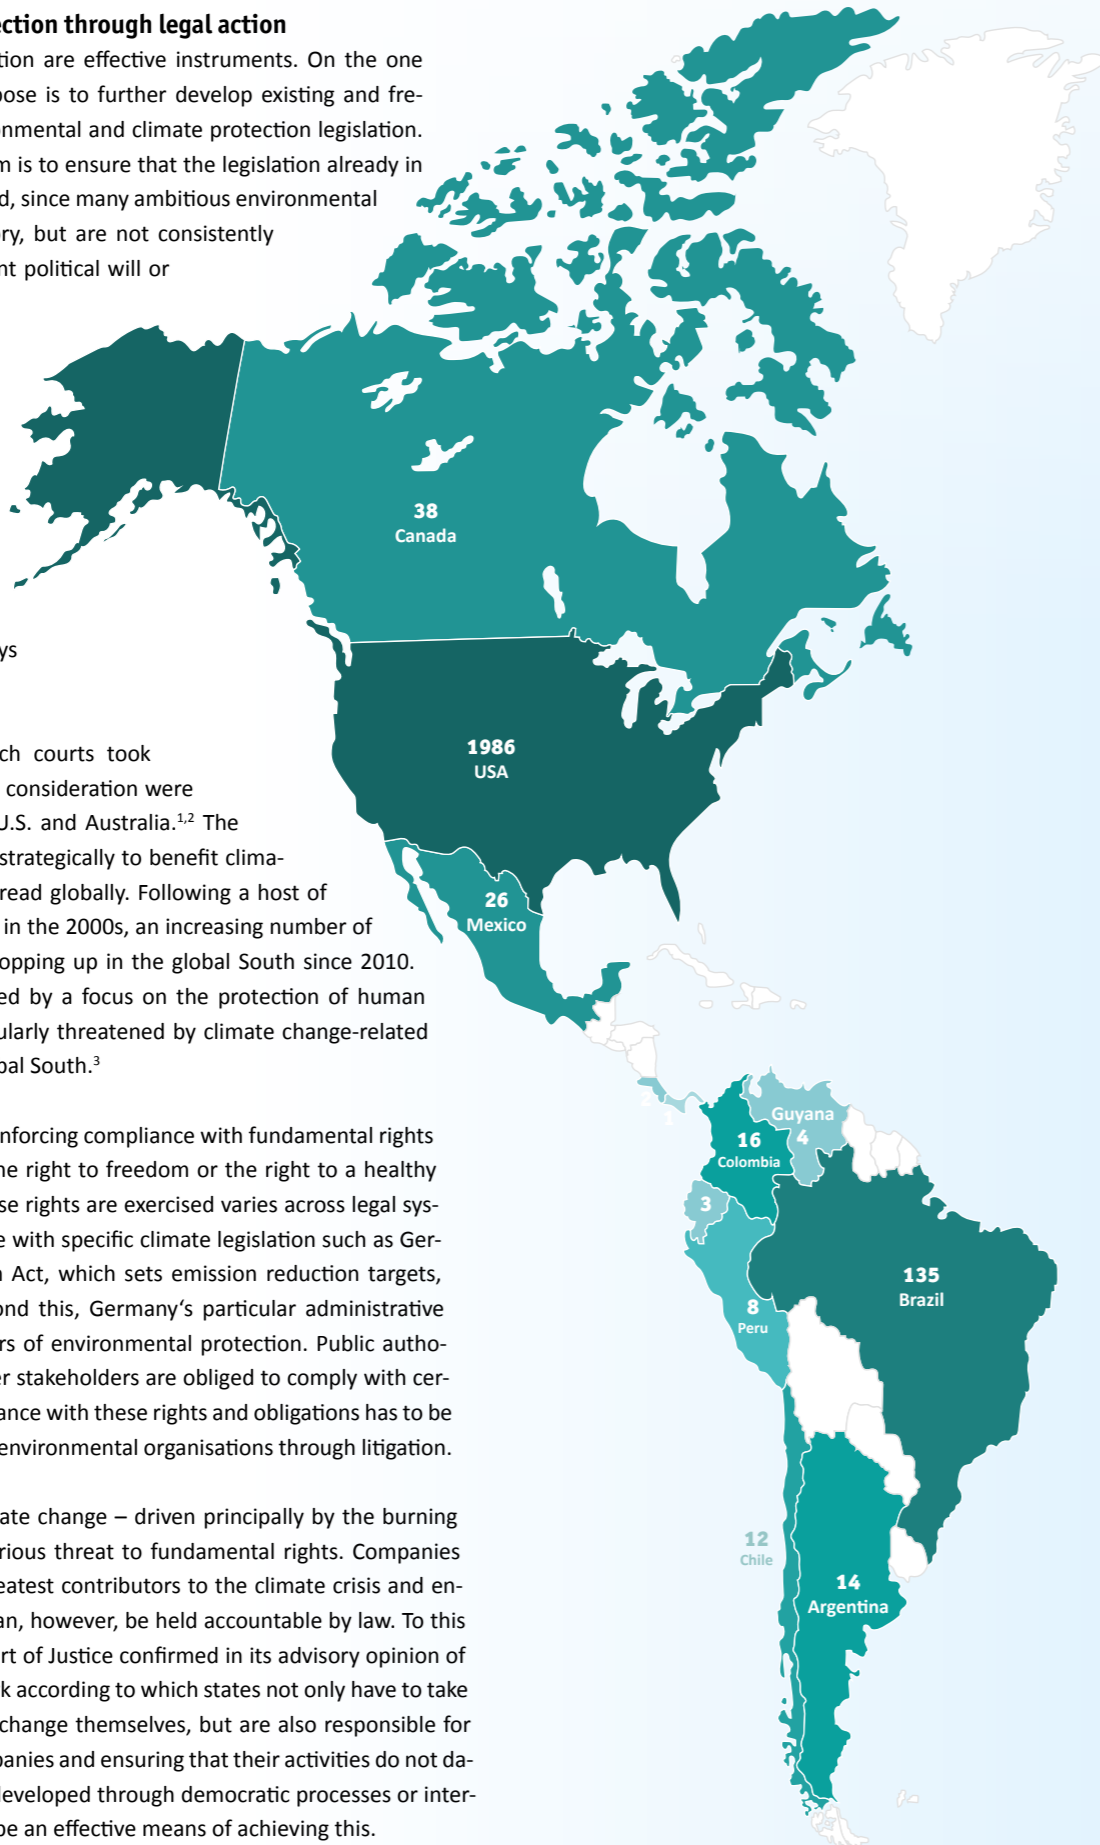 ection through legal action
tion are effective instruments. On the one
pose is to further develop existing and fre-
onmental and climate protection legislation.
m is to ensure that the legislation already in
d, since many ambitious environmental
ory, but are not consistently
nt political will or
ys
ch courts took
consideration were
U.S. and Australia.1,2 The
strategically to benefit clima-
read globally. Following a host of
in the 2000s, an increasing number of
opping up in the global South since 2010.
ed by a focus on the protection of human
ularly threatened by climate change-related
bal South.3
nforcing compliance with fundamental rights
he right to freedom or the right to a healthy
se rights are exercised varies across legal sys-
e with specific climate legislation such as Ger-
n Act, which sets emission reduction targets,
ond this, Germany‘s particular administrative
rs of environmental protection. Public autho-
er stakeholders are obliged to comply with cer-
ance with these rights and obligations has to be
environmental organisations through litigation.
ate change – driven principally by the burning
rious threat to fundamental rights. Companies
eatest contributors to the climate crisis and en-
an, however, be held accountable by law. To this
rt of Justice confirmed in its advisory opinion of
k according to which states not only have to take
change themselves, but are also responsible for
panies and ensuring that their activities do not da-
developed through democratic processes or inter-
be an effective means of achieving this.
38
Canada
1986
USA
26
Mexico
2
1
Guyana
4
16
Colombia
3
135
Brazil
8
Peru
12
Chile
14
Argentina